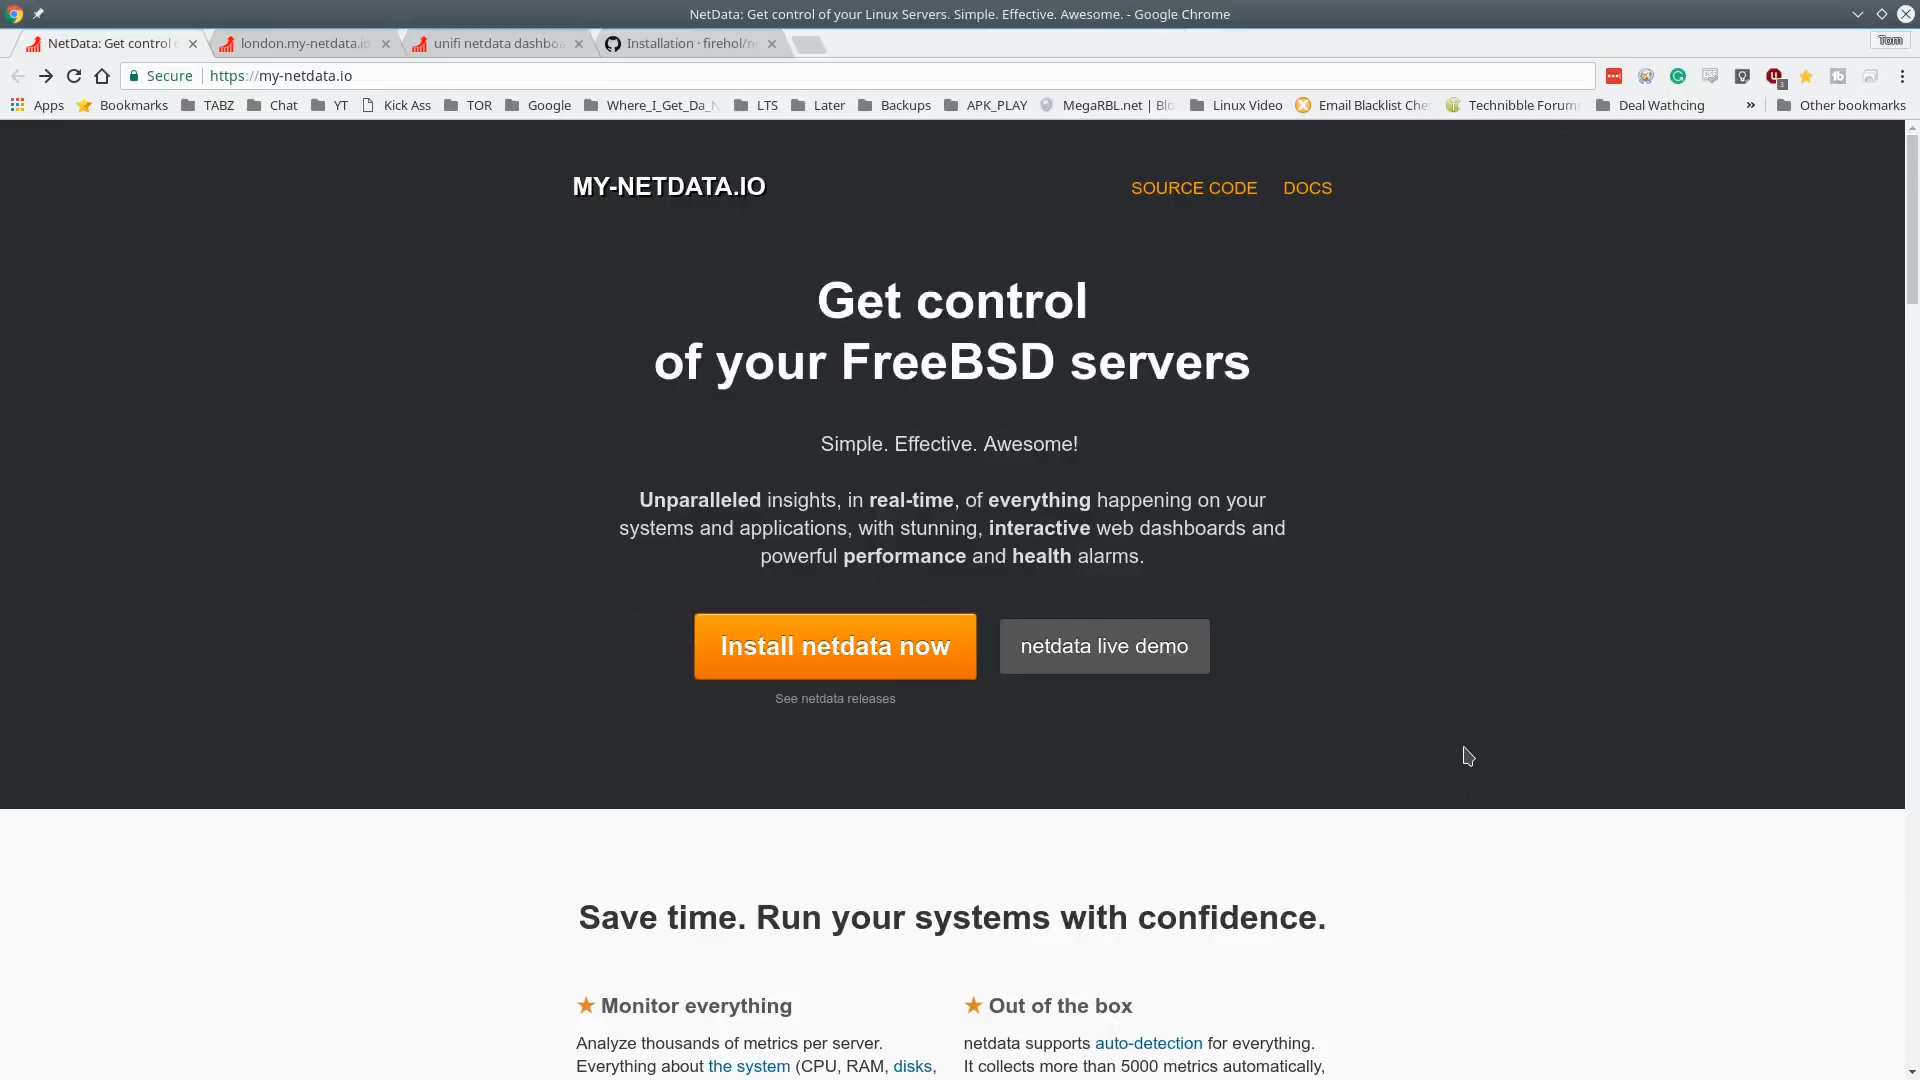 NetData: Get control of your Linux Servers. Simple. Effective. Awesome. - Google Chrome
NetData: Get control
london.my-netdata.io
unifi netdata dashboa
Installation · firehol/n
Tom
Secure
https://my-netdata.io
3
Apps
Bookmarks
TABZ
Chat
YT
Kick Ass
TOR
Google
Where_I_Get_Da_
LTS
Later
Backups
APK_PLAY
MegaRBL.net | Blo
Linux Video
Email Blacklist Che
Technibble Forum
Deal Wathcing
»
Other bookmarks
MY-NETDATA.IO
SOURCE CODE
DOCS
Get control
of your FreeBSD servers
Simple. Effective. Awesome!
Unparalleled insights, in real-time, of everything happening on your
systems and applications, with stunning, interactive web dashboards and
powerful performance and health alarms.
Install netdata now
netdata live demo
See netdata releases
Save time. Run your systems with confidence.
★ Monitor everything
Analyze thousands of metrics per server.
Everything about the system (CPU, RAM, disks,
★ Out of the box
netdata supports auto-detection for everything.
It collects more than 5000 metrics automatically,